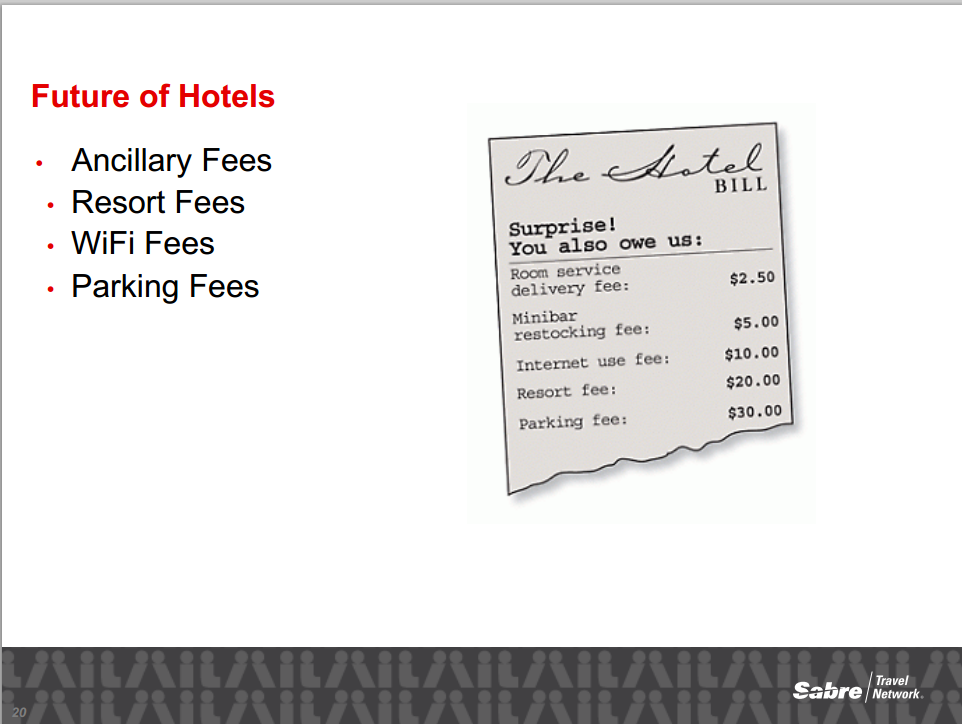 Future of Hotels
• Ancillary Fees
• Resort Fees
• WiFi Fees
• Parking Fees
The Hotel
BILL
Surprise!
You also owe us:
Room service
delivery fee: $2.50
Minibar
restocking fee: $5.00
Internet use fee: $10.00
Resort fee: $20.00
Parking fee: $30.00
Sabre Travel
Network
20